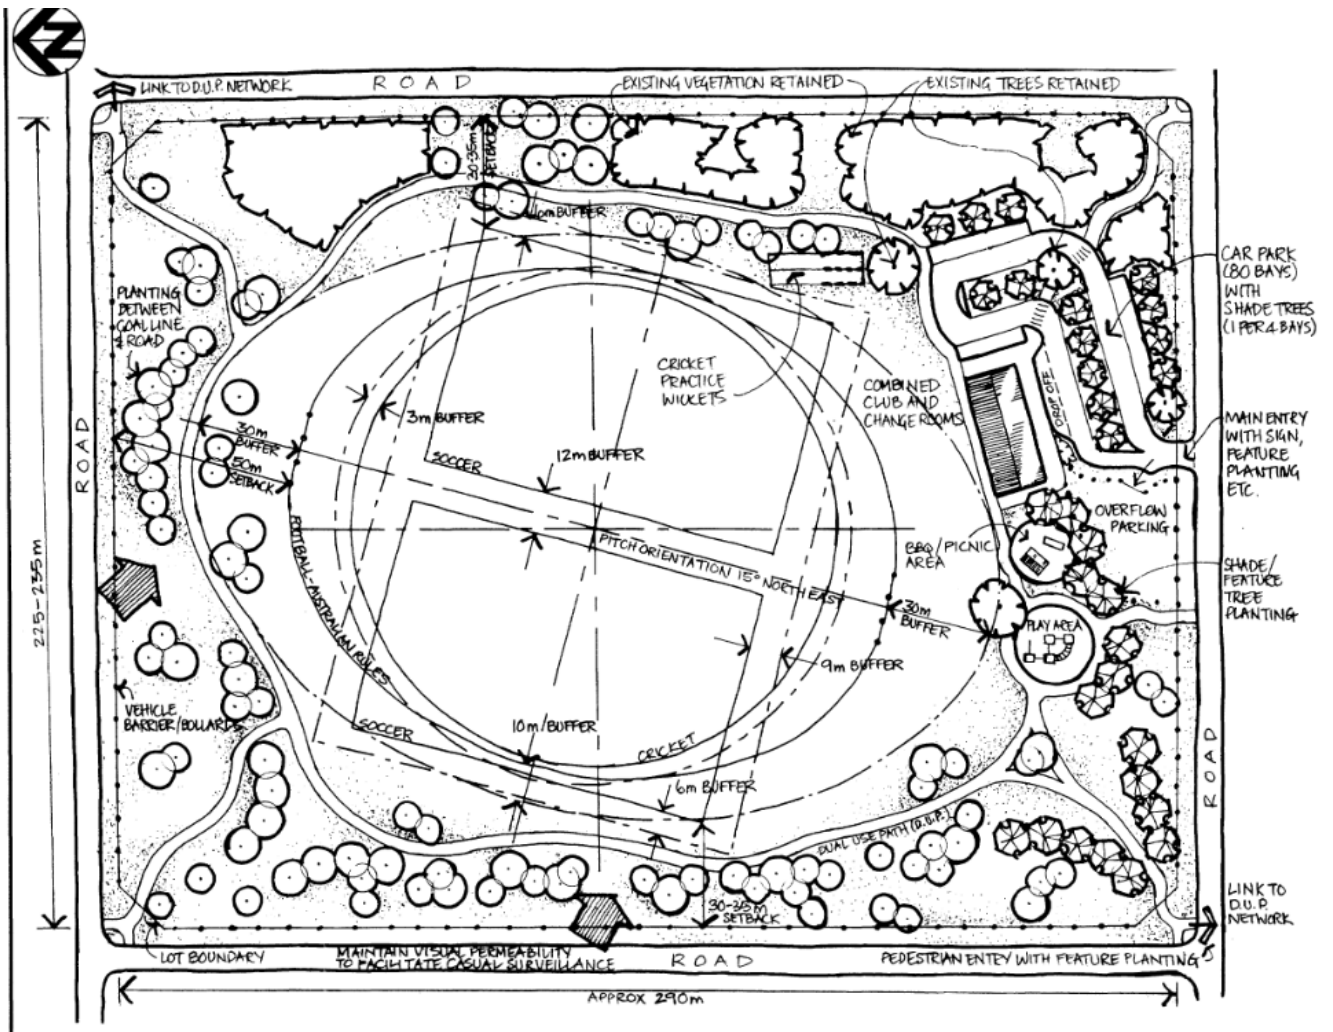 N
LINK TO D.U.P. NETWORK
ROAD
EXISTING VEGETATION RETAINED
EXISTING TREES RETAINED
20-35m
SETBACK
6m BUFFER
PLANTING
BETWEEN
GOAL LINE
& ROAD
CAR PARK
(80 BAYS)
WITH
SHADE TREES
(1 PER 4 BAYS)
CRICKET
PRACTICE
WICKETS
COMBINED
CLUB AND
CHANGE ROOMS
DROP OFF
3m BUFFER
MAIN ENTRY
WITH SIGN,
FEATURE
PLANTING
ETC.
ROAD
30m
BUFFER
50m
SETBACK
SOCCER
12m BUFFER
OVERFLOW
PARKING
FOOTBALL-AUSTRALIAN RULES
PITCH ORIENTATION 15° NORTH EAST
BBQ/PICNIC
AREA
SHADE/
FEATURE
TREE
PLANTING
225-235m
30m
BUFFER
PLAY AREA
9m BUFFER
VEHICLE
BARRIER/BOLLARDS
SOCCER
10m BUFFER
CRICKET
6m BUFFER
ROAD
DUAL USE PATH (D.U.P.)
30-35m
SETBACK
LINK TO
D.U.P.
NETWORK
LOT BOUNDARY
MAINTAIN VISUAL PERMEABILITY
TO FACILITATE CASUAL SURVEILLANCE
ROAD
PEDESTRIAN ENTRY WITH FEATURE PLANTING
APPROX 290m